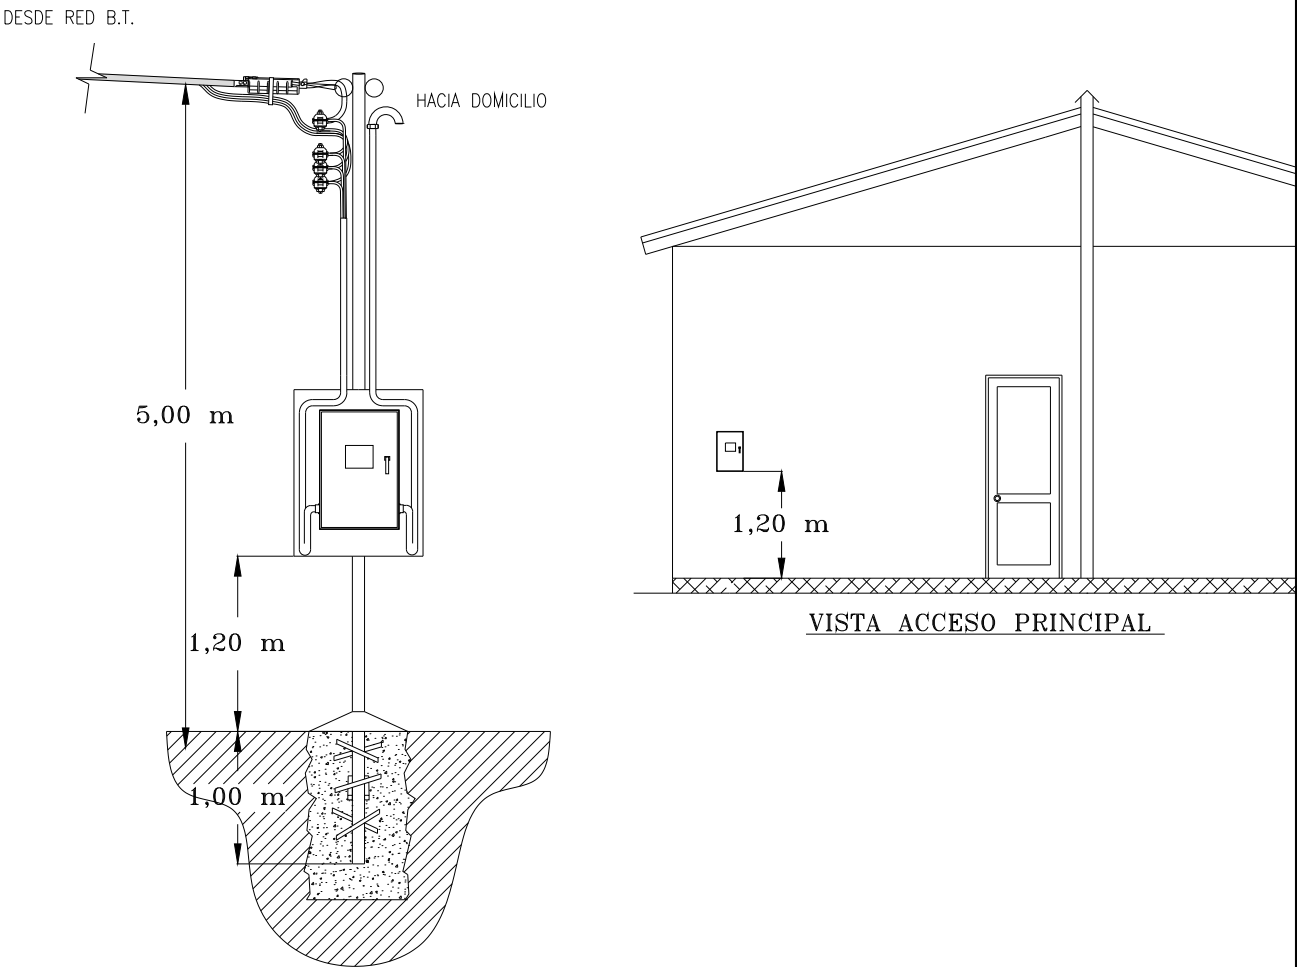 DESDE RED B.T.
HACIA DOMICILIO
5,00 m
1,20 m
1,20 m
VISTA ACCESO PRINCIPAL
1,00 m